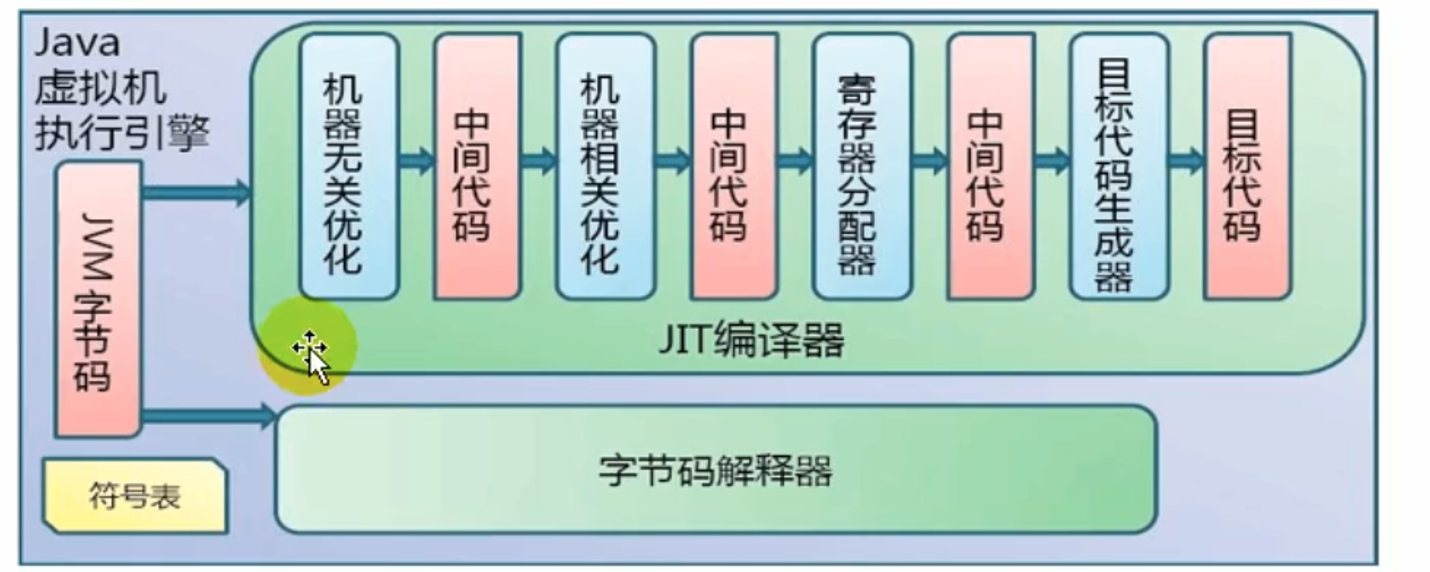 Java
虚拟机
执行引擎
JVM字节码
机器无关优化
中间代码
机器相关优化
中间代码
寄存器分配器
中间代码
目标代码生成器
目标代码
JIT编译器
字节码解释器
符号表